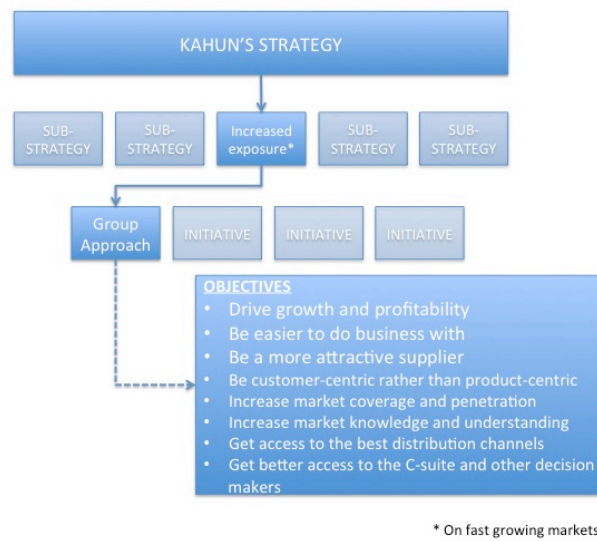 KAHUN'S STRATEGY
SUB-
STRATEGY
SUB-
STRATEGY
Increased
exposure*
SUB-
STRATEGY
SUB-
STRATEGY
Group
Approach
INITIATIVE
INITIATIVE
INITIATIVE
OBJECTIVES
• Drive growth and profitability
• Be easier to do business with
• Be a more attractive supplier
• Be customer-centric rather than product-centric
• Increase market coverage and penetration
• Increase market knowledge and understanding
• Get access to the best distribution channels
• Get better access to the C-suite and other decision
makers
* On fast growing markets